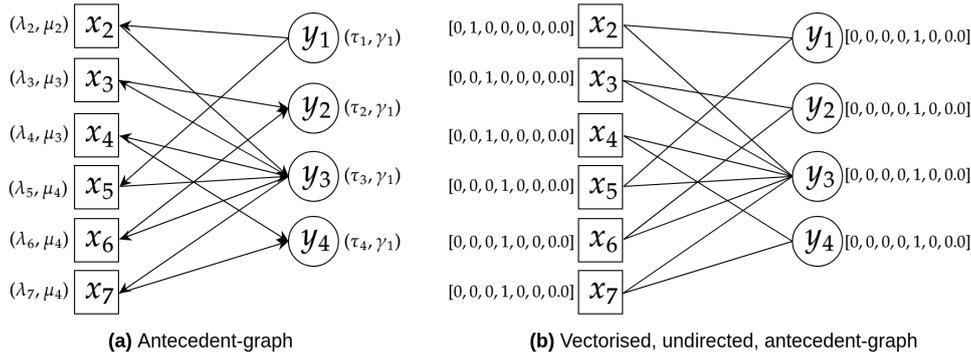 (λ₂, μ₂) x₂ y₁ (τ₁, γ₁)
(λ₃, μ₃) x₃ y₂ (τ₂, γ₁)
(λ₄, μ₃) x₄
(λ₅, μ₄) x₅ y₃ (τ₃, γ₁)
(λ₆, μ₄) x₆ y₄ (τ₄, γ₁)
(λ₇, μ₄) x₇
(a) Antecedent-graph
[0, 1, 0, 0, 0, 0, 0.0] x₂ y₁ [0, 0, 0, 0, 1, 0, 0.0]
[0, 0, 1, 0, 0, 0, 0.0] x₃ y₂ [0, 0, 0, 0, 1, 0, 0.0]
[0, 0, 1, 0, 0, 0, 0.0] x₄
[0, 0, 0, 1, 0, 0, 0.0] x₅ y₃ [0, 0, 0, 0, 1, 0, 0.0]
[0, 0, 0, 1, 0, 0, 0.0] x₆ y₄ [0, 0, 0, 0, 1, 0, 0.0]
[0, 0, 0, 1, 0, 0, 0.0] x₇
(b) Vectorised, undirected, antecedent-graph